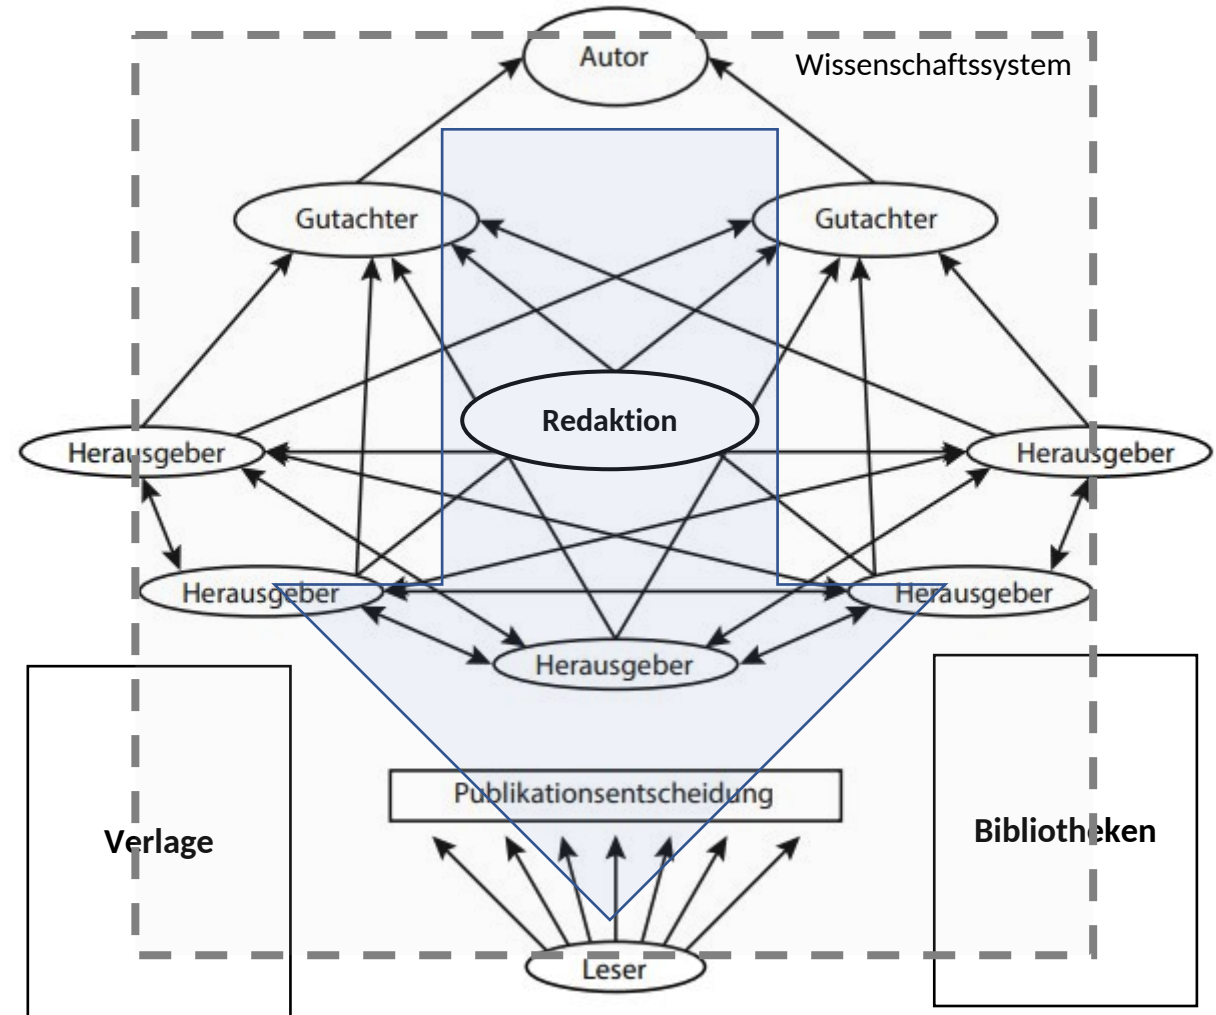 Autor
Wissenschaftssystem
Gutachter
Gutachter
Redaktion
Herausgeber
Herausgeber
Herausgeber
Herausgeber
Herausgeber
Publikationsentscheidung
Verlage
Bibliotheken
Leser